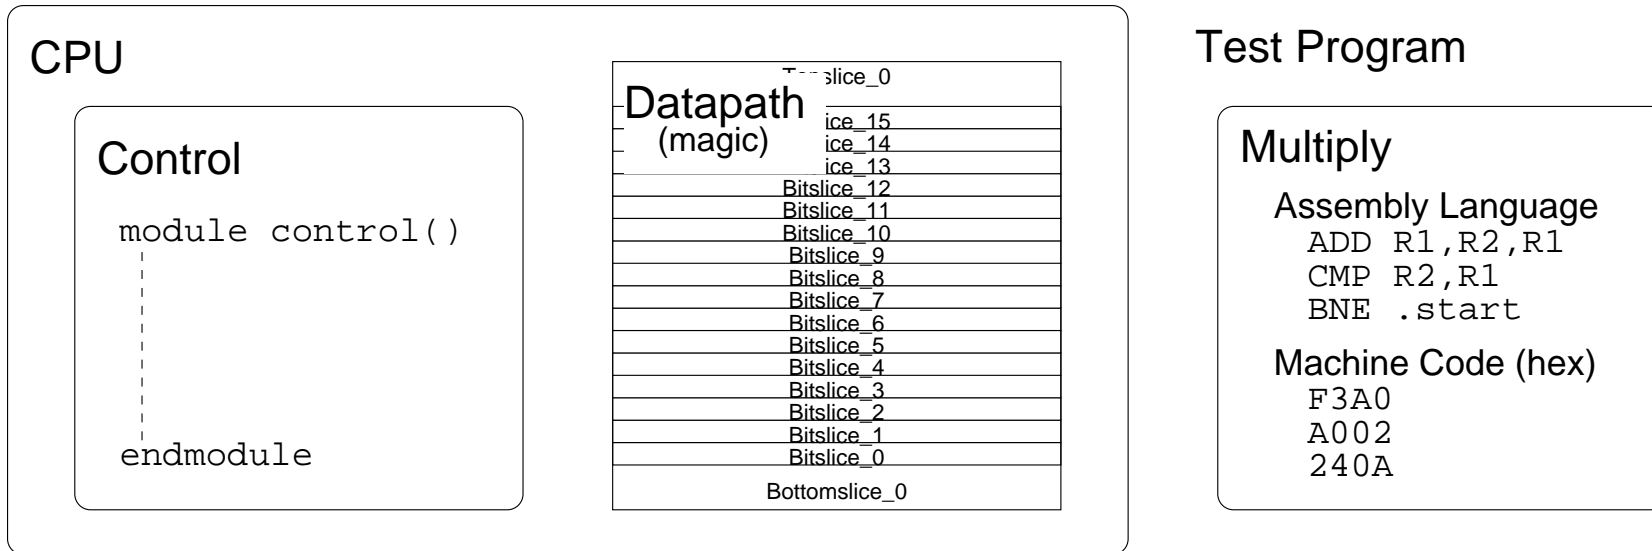 CPU
Control
module control()
endmodule
Datapath
(magic)
Bitslice_12
Bitslice_11
Bitslice_10
Bitslice_9
Bitslice_8
Bitslice_7
Bitslice_6
Bitslice_5
Bitslice_4
Bitslice_3
Bitslice_2
Bitslice_1
Bitslice_0
Bottomslice_0
Test Program
Multiply
Assembly Language
ADD R1,R2,R1
CMP R2,R1
BNE .start
Machine Code (hex)
F3A0
A002
240A